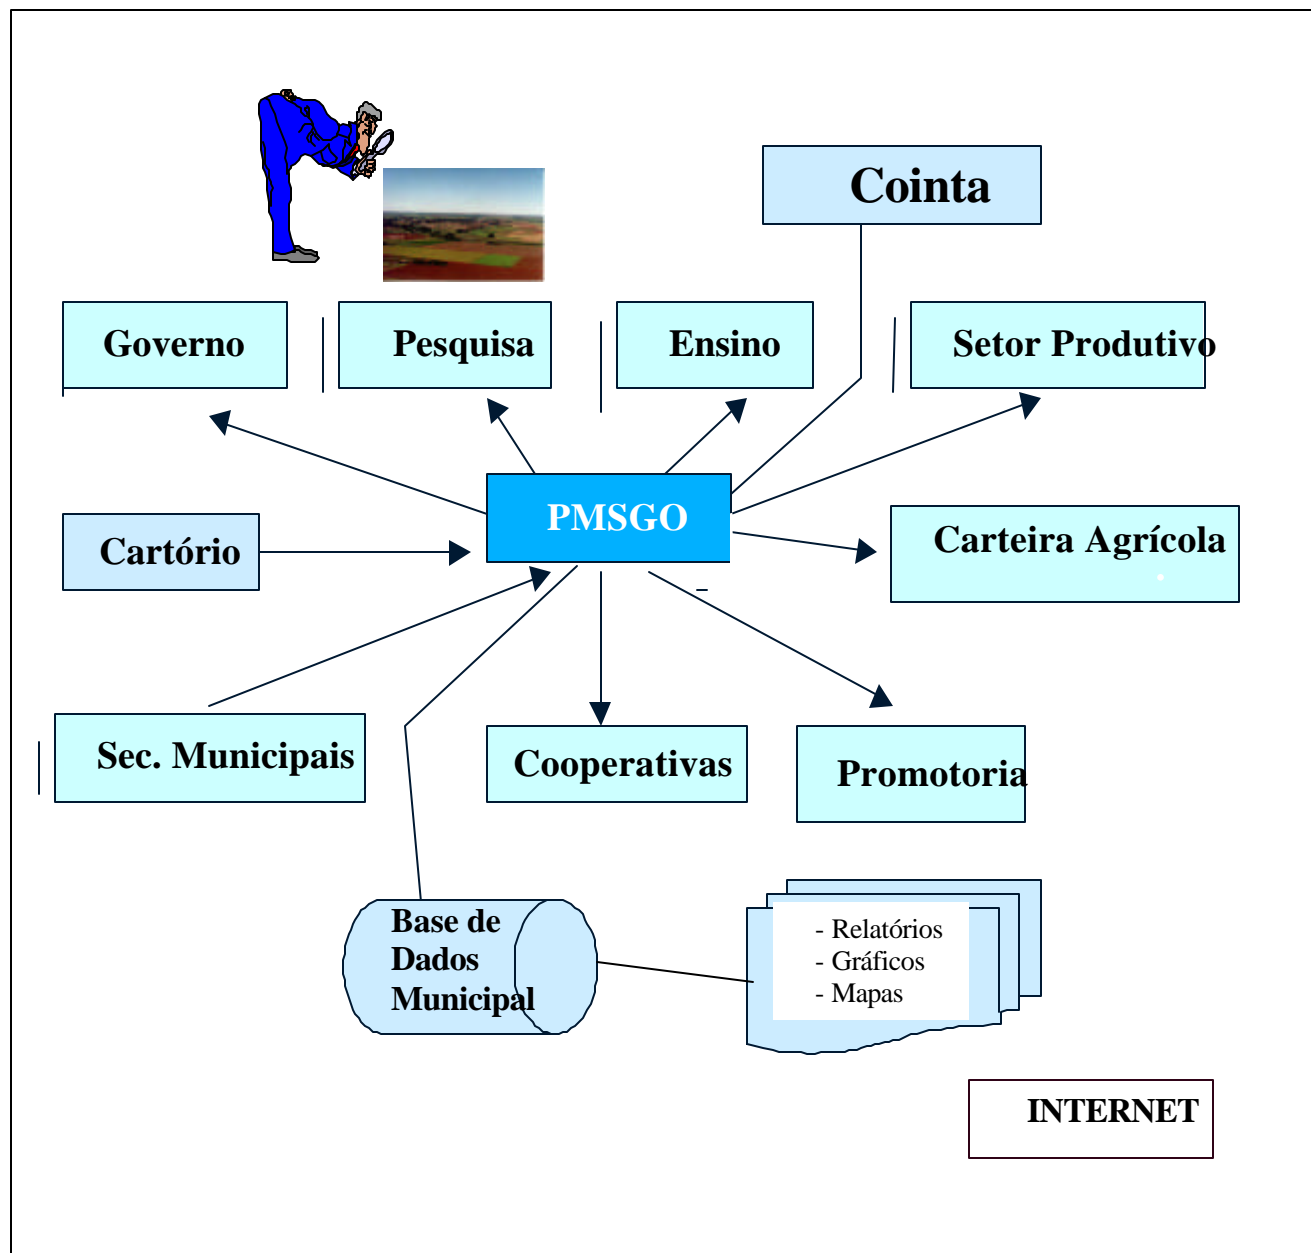 Cointa
Governo
Pesquisa
Ensino
Setor Produtivo
PMSGO
Cartório
Carteira Agrícola
Sec. Municipais
Cooperativas
Promotoria
Base de
Dados
Municipal
- Relatórios
- Gráficos
- Mapas
INTERNET